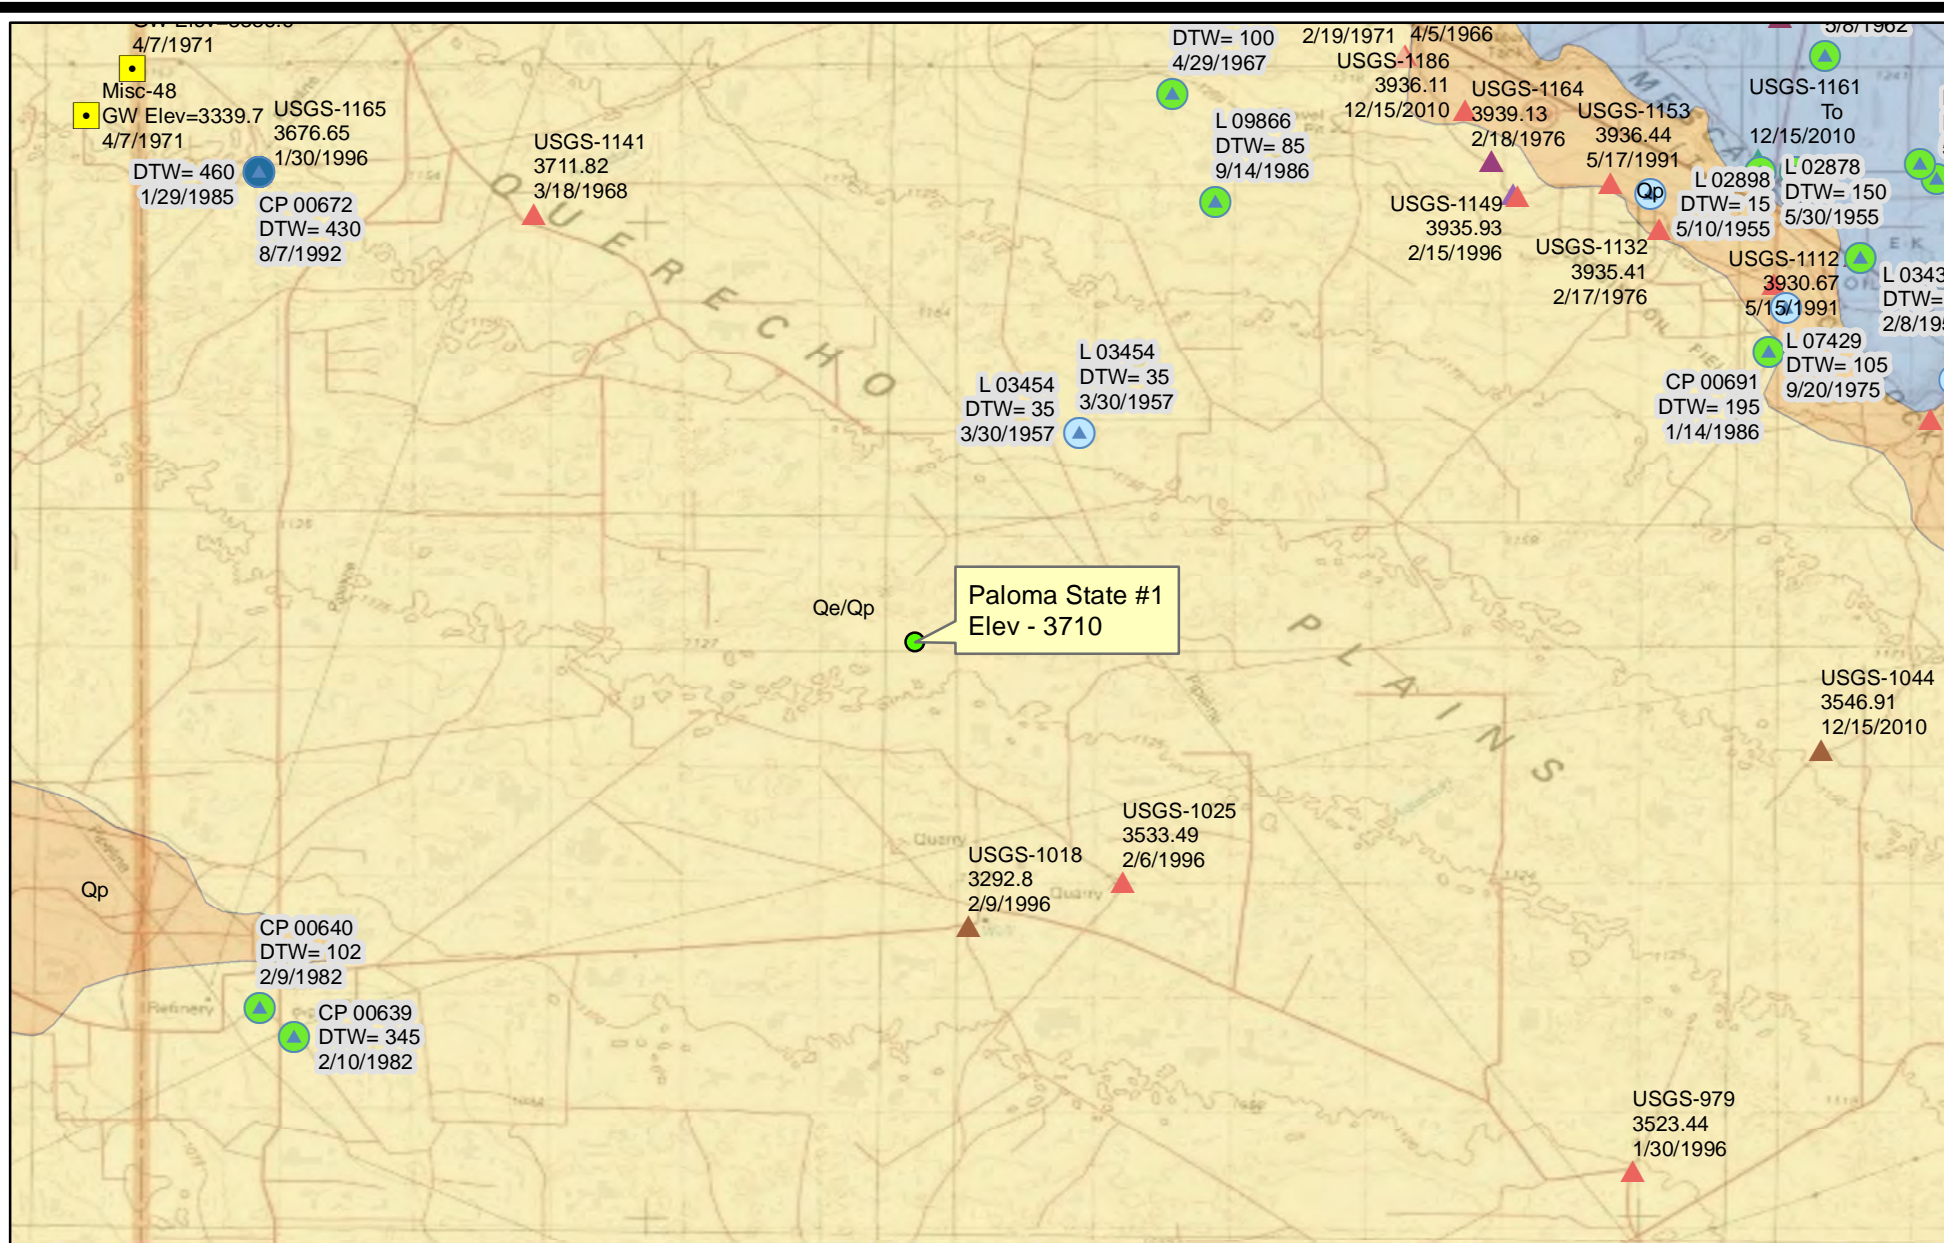 4/7/1971
Misc-48
GW Elev=3339.7
4/7/1971
USGS-1165
3676.65
1/30/1996
DTW= 460
1/29/1985
CP 00672
DTW= 430
8/7/1992
USGS-1141
3711.82
3/18/1968
DTW= 100
4/29/1967
L 09866
DTW= 85
9/14/1986
2/19/1971
4/5/1966
USGS-1186
3936.11
12/15/2010
USGS-1164
3939.13
2/18/1976
USGS-1153
3936.44
5/17/1991
USGS-1149
3935.93
2/15/1996
USGS-1132
3935.41
2/17/1976
Qp
5/8/1962
USGS-1161
To
12/15/2010
L 02898
DTW= 15
5/10/1955
L 02878
DTW= 150
5/30/1955
USGS-1112
3930.67
5/15/1991
L 07429
DTW= 105
9/20/1975
CP 00691
DTW= 195
1/14/1986
L 03454
DTW= 35
3/30/1957
L 03454
DTW= 35
3/30/1957
QUERECHO
PLAINS
Qe/Qp
Paloma State #1
Elev - 3710
USGS-1044
3546.91
12/15/2010
USGS-1025
3533.49
2/6/1996
USGS-1018
3292.8
2/9/1996
Quarry
Quarry
Pipeline
Pipeline
Pipeline
Qp
CP 00640
DTW= 102
2/9/1982
Refinery
CP 00639
DTW= 345
2/10/1982
USGS-979
3523.44
1/30/1996